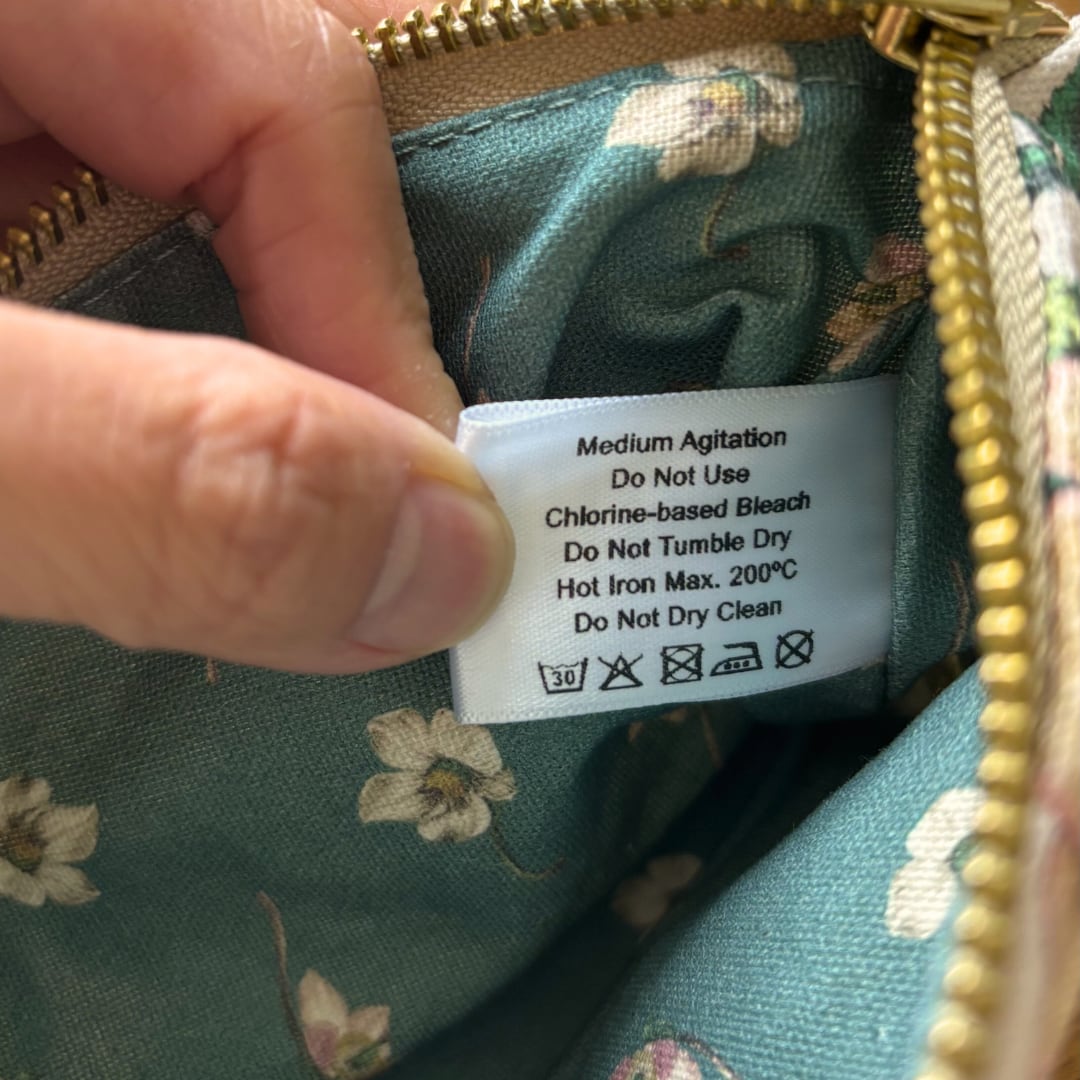 Medium Agitation
Do Not Use
Chlorine-based Bleach
Do Not Tumble Dry
Hot Iron Max. 200ºC
Do Not Dry Clean
30